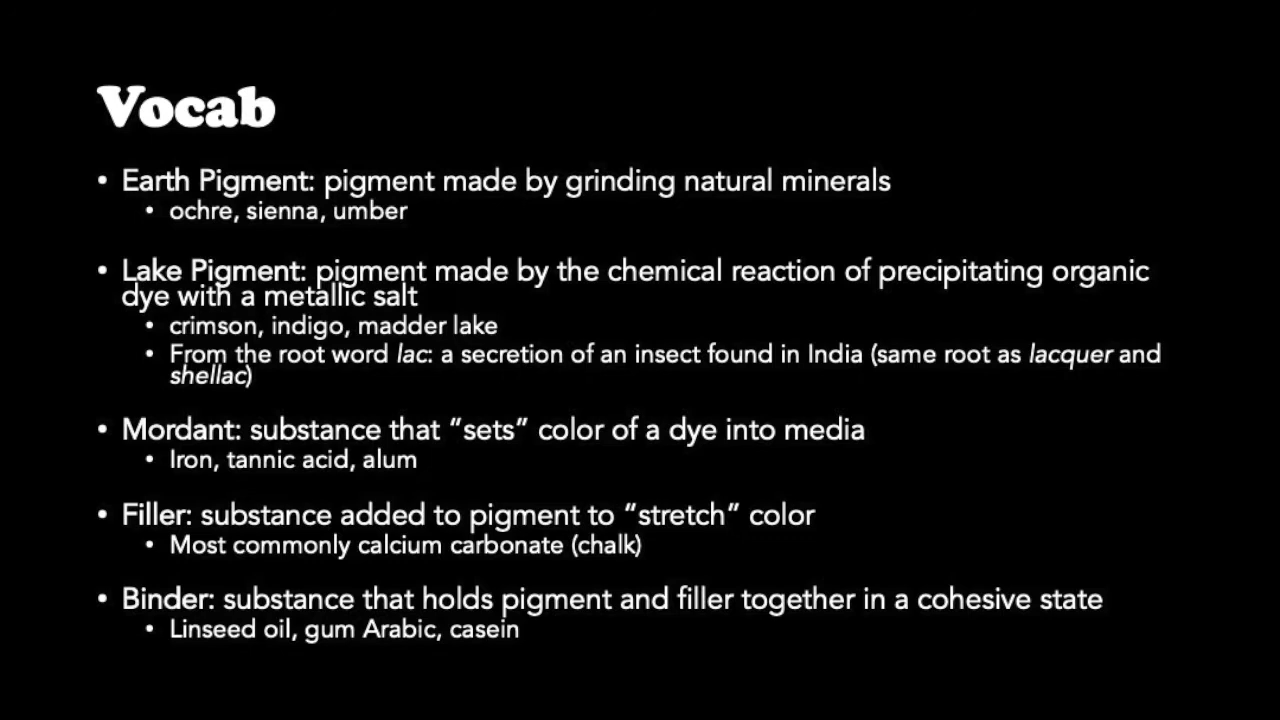 Vocab
• Earth Pigment: pigment made by grinding natural minerals
• ochre, sienna, umber
• Lake Pigment: pigment made by the chemical reaction of precipitating organic
dye with a metallic salt
• crimson, indigo, madder lake
• From the root word lac: a secretion of an insect found in India (same root as lacquer and
shellac)
• Mordant: substance that “sets” color of a dye into media
• Iron, tannic acid, alum
• Filler: substance added to pigment to “stretch” color
• Most commonly calcium carbonate (chalk)
• Binder: substance that holds pigment and filler together in a cohesive state
• Linseed oil, gum Arabic, casein